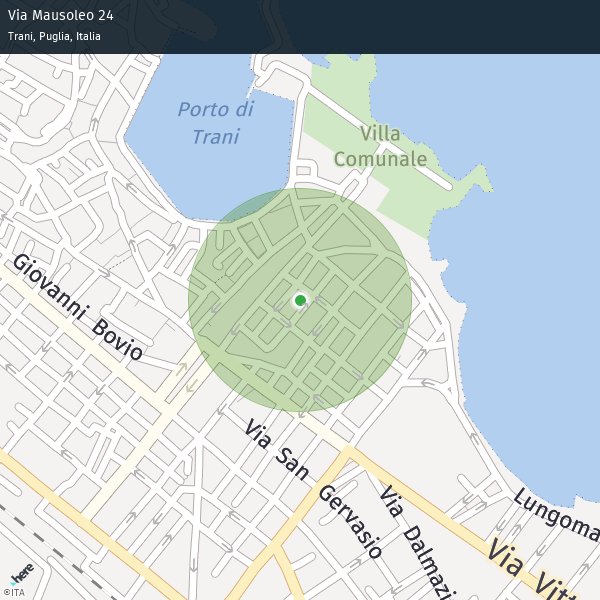 Via Mausoleo 24
Trani, Puglia, Italia
Porto di
Trani
Villa
Comunale
Giovanni Bovio
Via San Gervasio
Via Dalmazi
Lungoma
Via Vitt
here
©ITA